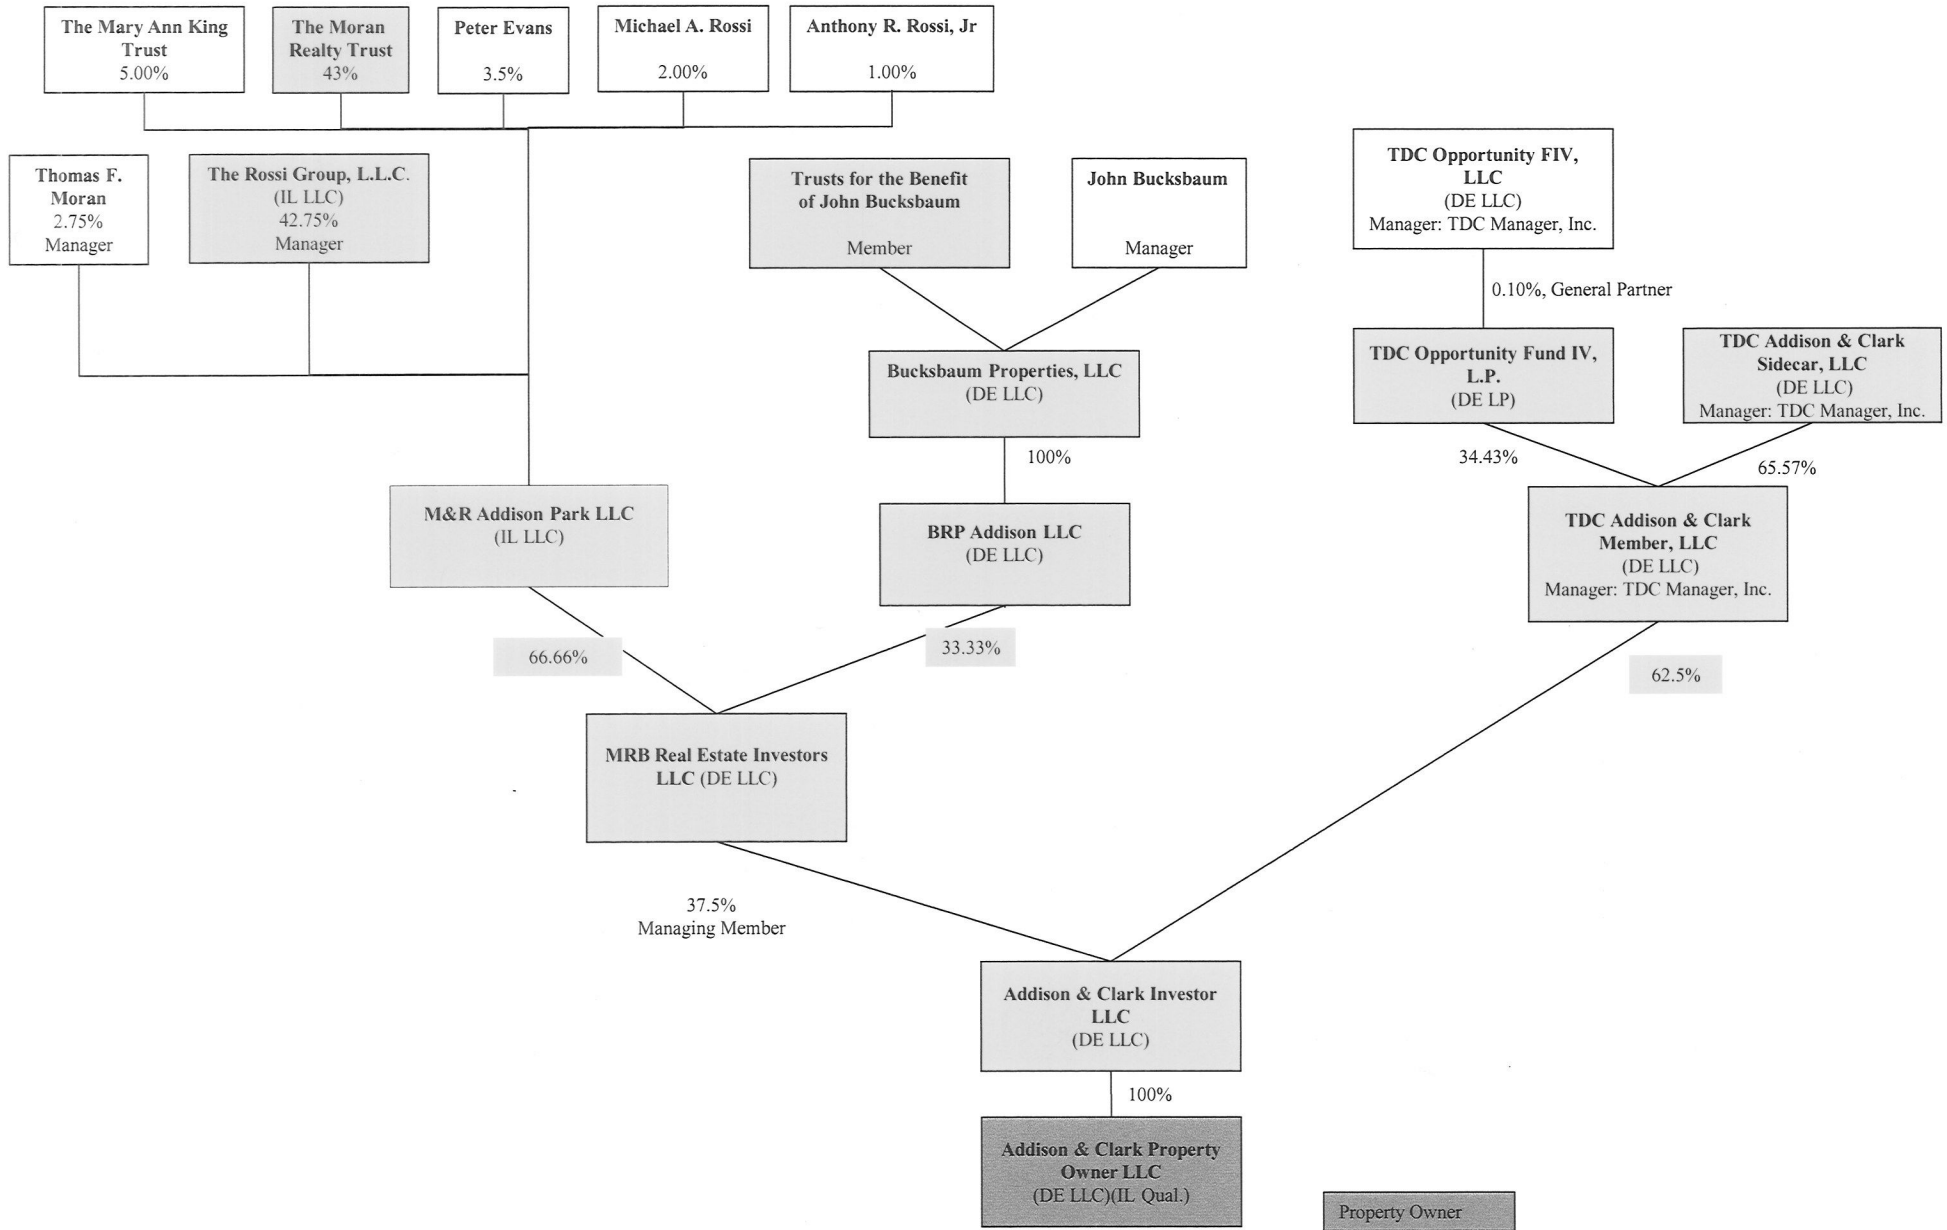 The Mary Ann King
Trust
5.00%
The Moran
Realty Trust
43%
Peter Evans
3.5%
Michael A. Rossi
2.00%
Anthony R. Rossi, Jr
1.00%
Thomas F.
Moran
2.75%
Manager
The Rossi Group, L.L.C.
(IL LLC)
42.75%
Manager
Trusts for the Benefit
of John Bucksbaum
Member
John Bucksbaum
Manager
TDC Opportunity FIV,
LLC
(DE LLC)
Manager: TDC Manager, Inc.
0.10%, General Partner
Bucksbaum Properties, LLC
(DE LLC)
TDC Opportunity Fund IV,
L.P.
(DE LP)
TDC Addison & Clark
Sidecar, LLC
(DE LLC)
Manager: TDC Manager, Inc.
100%
34.43%
65.57%
M&R Addison Park LLC
(IL LLC)
BRP Addison LLC
(DE LLC)
TDC Addison & Clark
Member, LLC
(DE LLC)
Manager: TDC Manager, Inc.
66.66%
33.33%
62.5%
MRB Real Estate Investors
LLC (DE LLC)
37.5%
Managing Member
Addison & Clark Investor
LLC
(DE LLC)
100%
Addison & Clark Property
Owner LLC
(DE LLC)(IL Qual.)
Property Owner